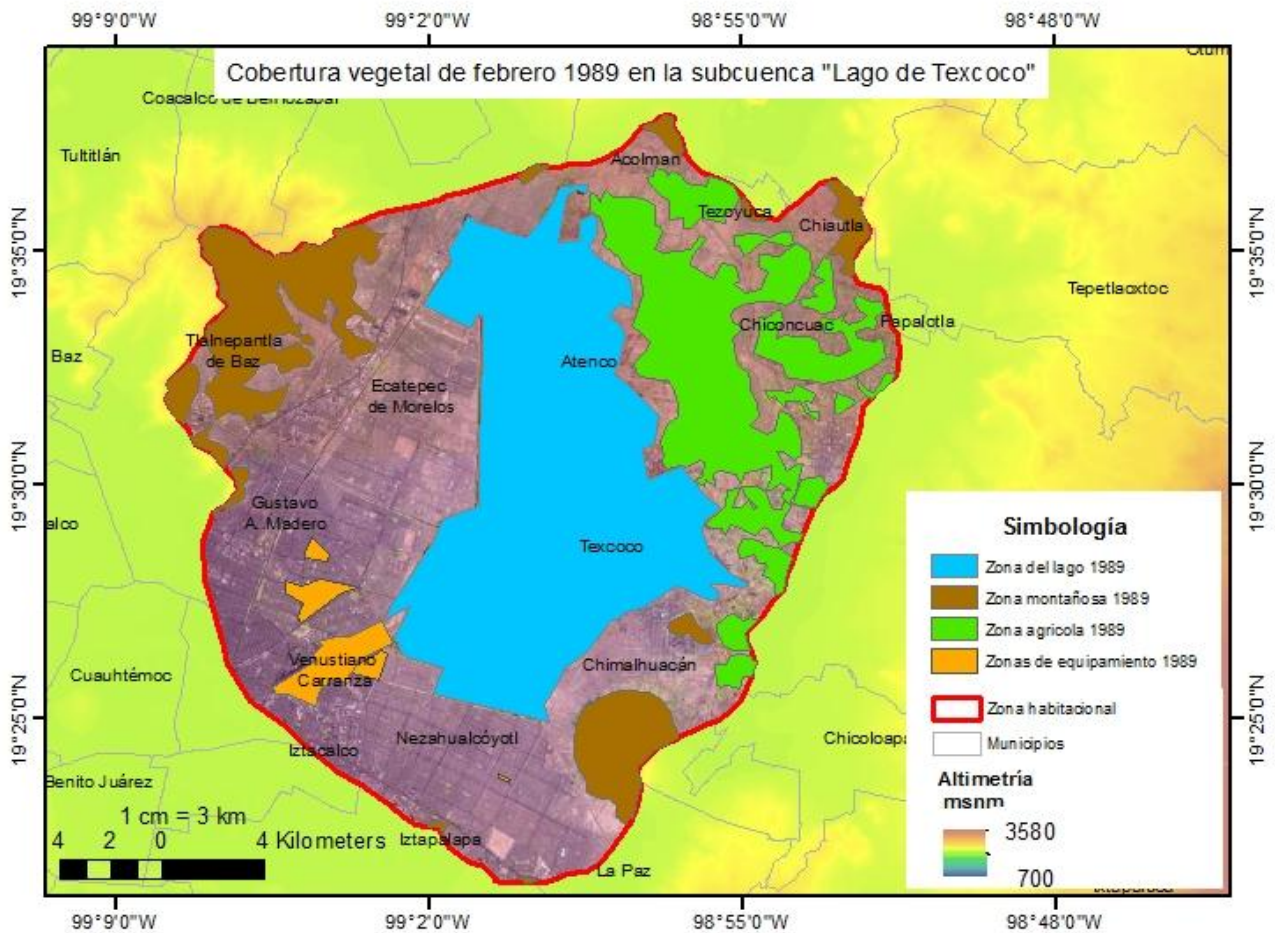 99°9'0"W 99°2'0"W 98°55'0"W 98°48'0"W
Cobertura vegetal de febrero 1989 en la subcuenca "Lago de Texcoco"
Coacalco de Berriozabal
Tultitlán
Acolman
Tezoyuca
Chiautla
19°35'0"N
19°35'0"N
Tepetlaoxtoc
Papalotla
Chiconcuac
Tlalnepantla
de Baz
Baz
Atenco
Ecatepec
de Morelos
19°30'0"N
19°30'0"N
Gustavo
A. Madero
alco
Texcoco
Simbología
Zona del lago 1989
Zona montañosa 1989
Zona agricola 1989
Zonas de equipamiento 1989
Zona habitacional
Municipios
Altimetría
msnm
3580
700
Chimalhuacán
Venustiano
Carranza
Cuauhtémoc
19°25'0"N
19°25'0"N
Nezahualcóyotl
Iztacalco
Chicoloapa
Benito Juárez
1 cm = 3 km
4 2 0 4 Kilometers
Iztapalapa
La Paz
99°9'0"W 99°2'0"W 98°55'0"W 98°48'0"W